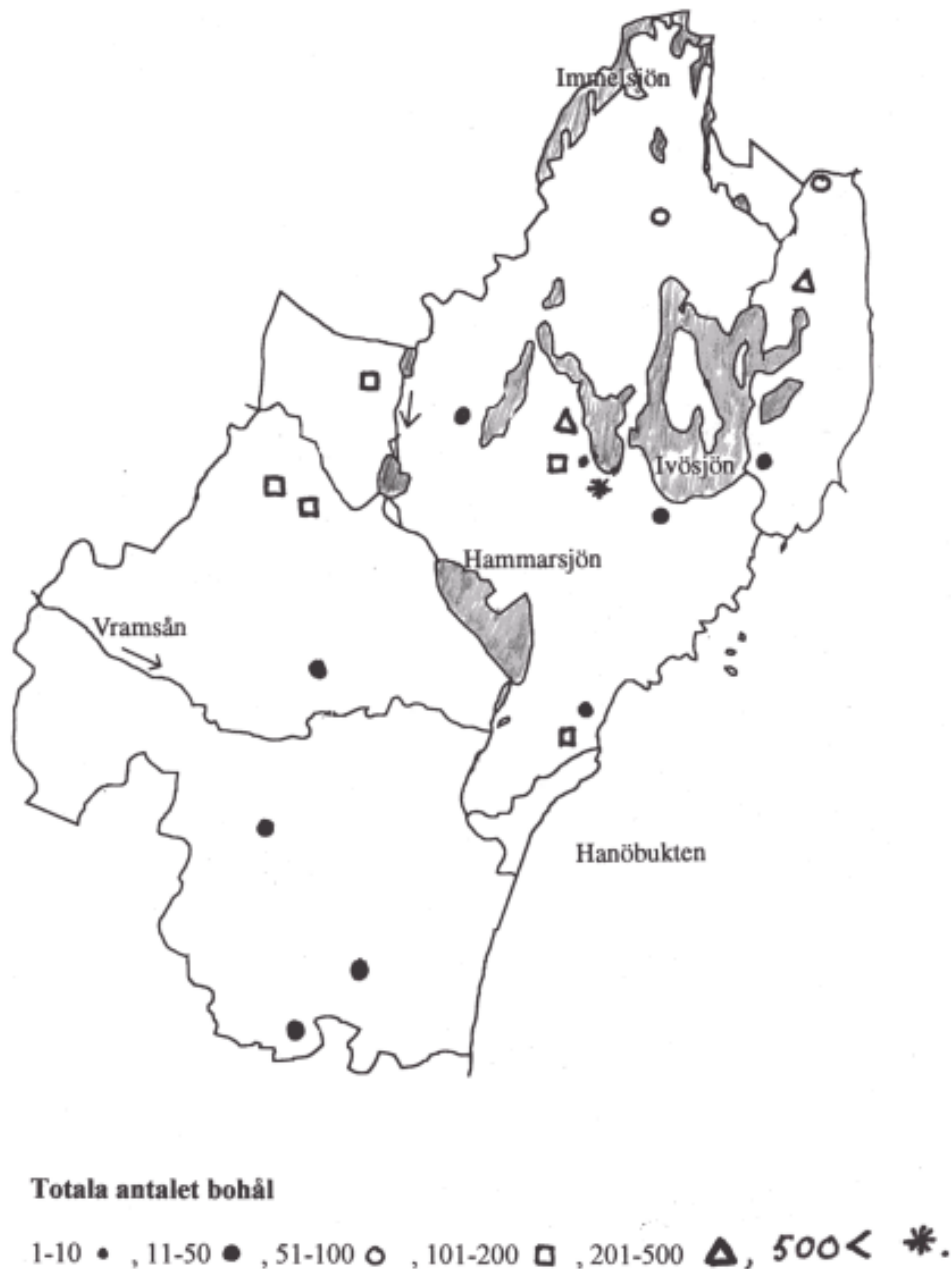 Immelsjön
Ivösjön
Hammarsjön
Vramsån
Hanöbukten
Totala antalet bohål
1-10 • , 11-50 ● , 51-100 ○ , 101-200 □ , 201-500 △ , 500< *.